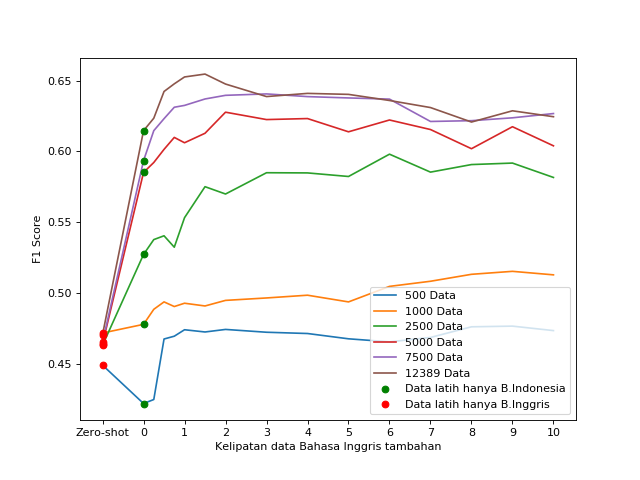 0.65
0.60
0.55
0.50
0.45
F1 Score
500 Data
1000 Data
2500 Data
5000 Data
7500 Data
12389 Data
Data latih hanya B.Indonesia
Data latih hanya B.Inggris
Zero-shot 0 1 2 3 4 5 6 7 8 9 10
Kelipatan data Bahasa Inggris tambahan